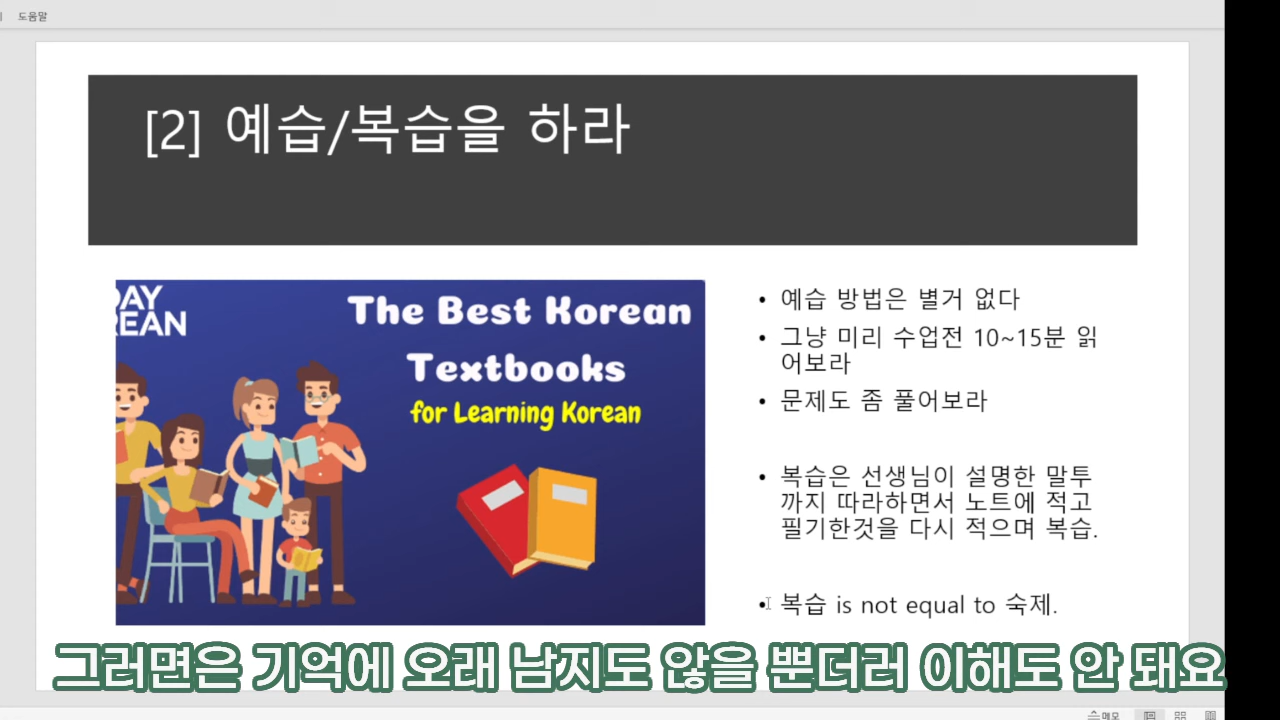 도움말
[2] 예습/복습을 하라
DAY
REAN
The Best Korean
Textbooks
for Learning Korean
• 예습 방법은 별거 없다
• 그냥 미리 수업전 10~15분 읽
어보라
• 문제도 좀 풀어보라
• 복습은 선생님이 설명한 말투
까지 따라하면서 노트에 적고
필기한것을 다시 적으며 복습.
• 복습 is not equal to 숙제.
그러면은 기억에 오래 남지도 않을 뿐더러 이해도 안 돼요
메모